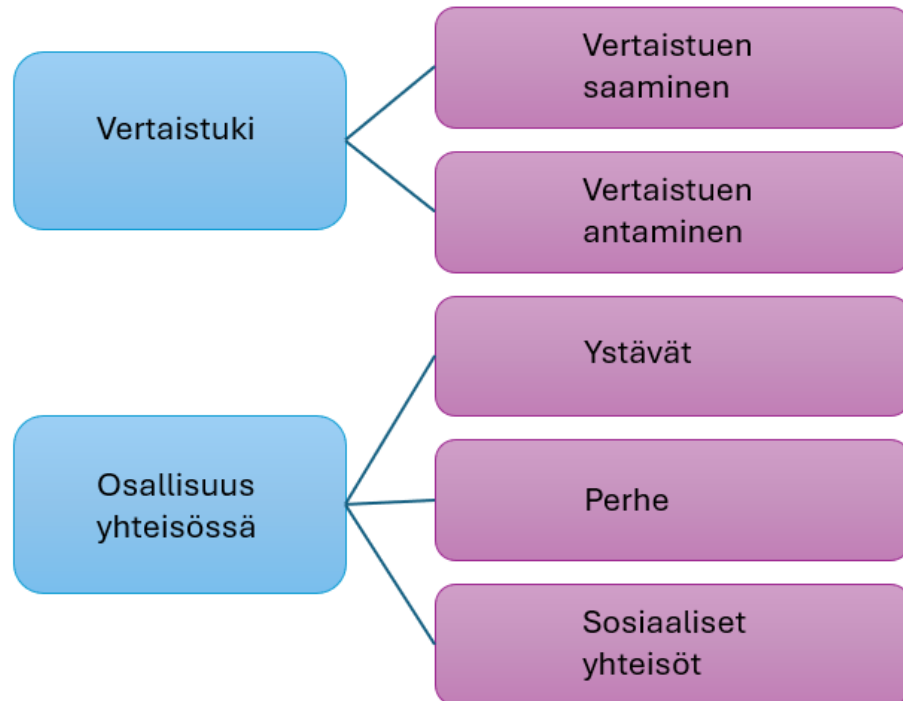 Vertaistuki
Vertaistuen
saaminen
Vertaistuen
antaminen
Osallisuus
yhteisössä
Ystävät
Perhe
Sosiaaliset
yhteisöt